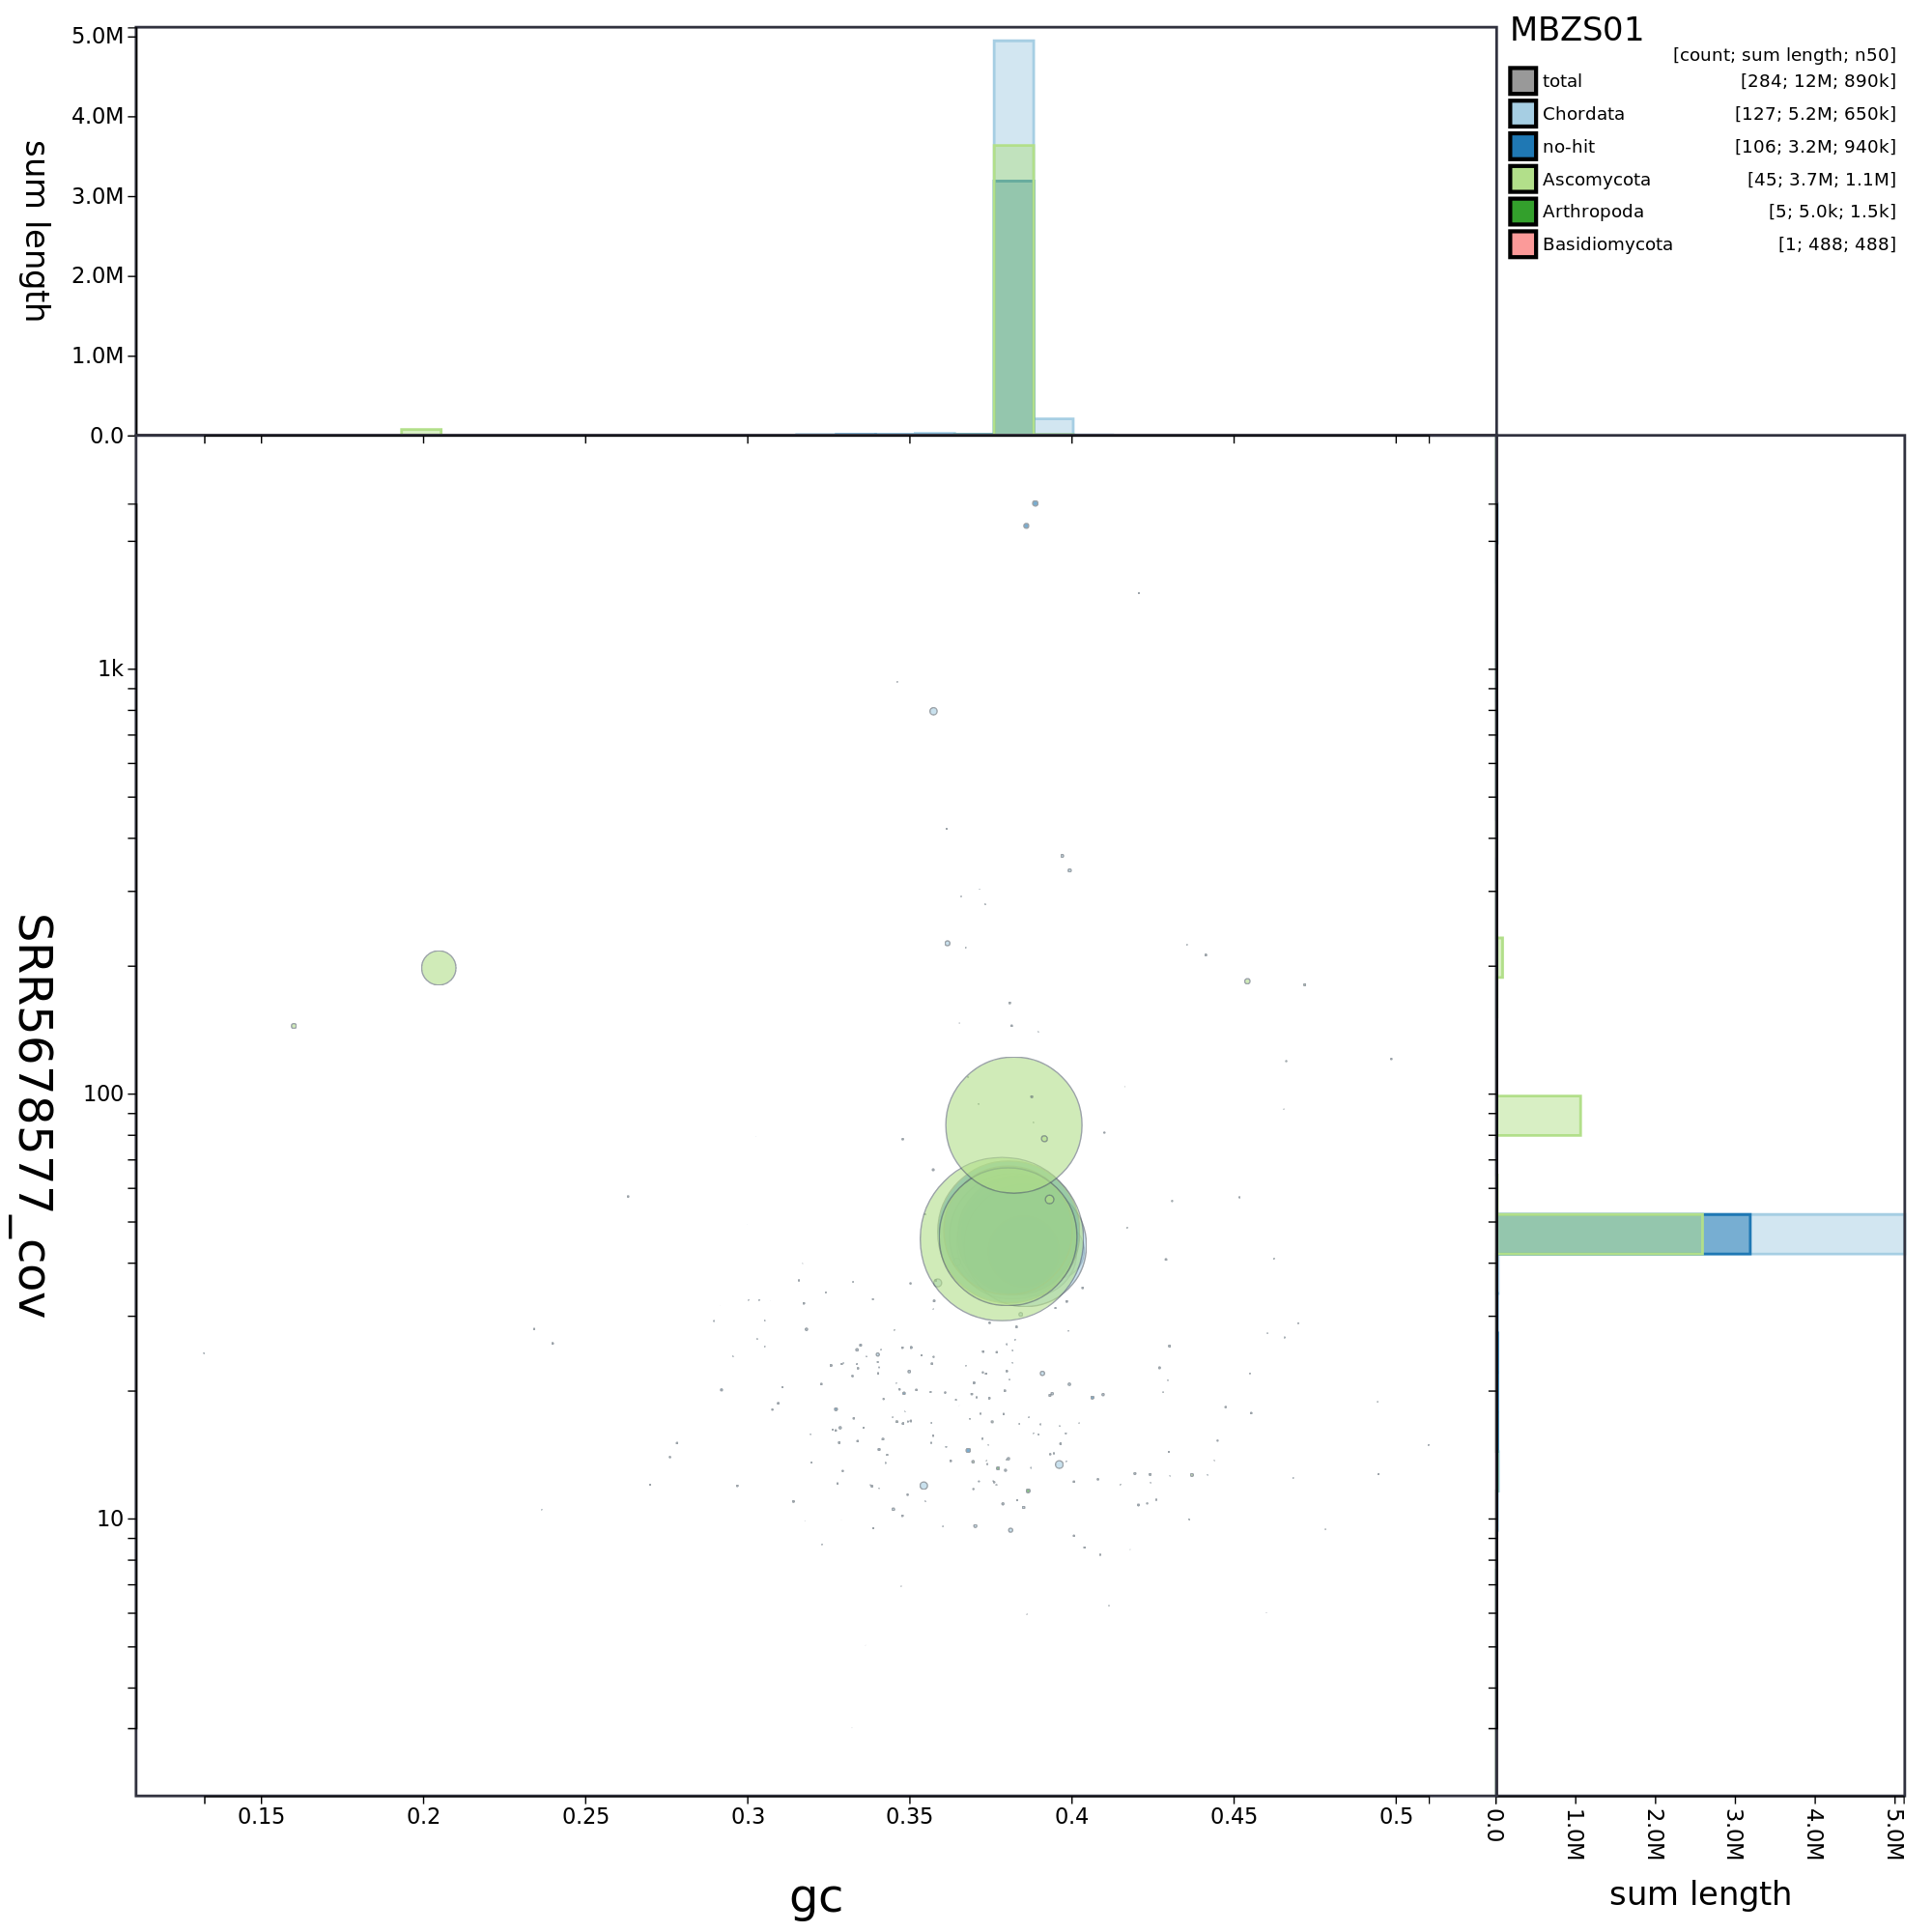 MBZS01
[count; sum length; n50]
total [284; 12M; 890k]
Chordata [127; 5.2M; 650k]
no-hit [106; 3.2M; 940k]
Ascomycota [45; 3.7M; 1.1M]
Arthropoda [5; 5.0k; 1.5k]
Basidiomycota [1; 488; 488]
sum length
5.0M
4.0M
3.0M
2.0M
1.0M
0.0
SRR5678577_cov
1k
100
10
0.15 0.2 0.25 0.3 0.35 0.4 0.45 0.5
gc
0.0 1.0M 2.0M 3.0M 4.0M 5.0M
sum length